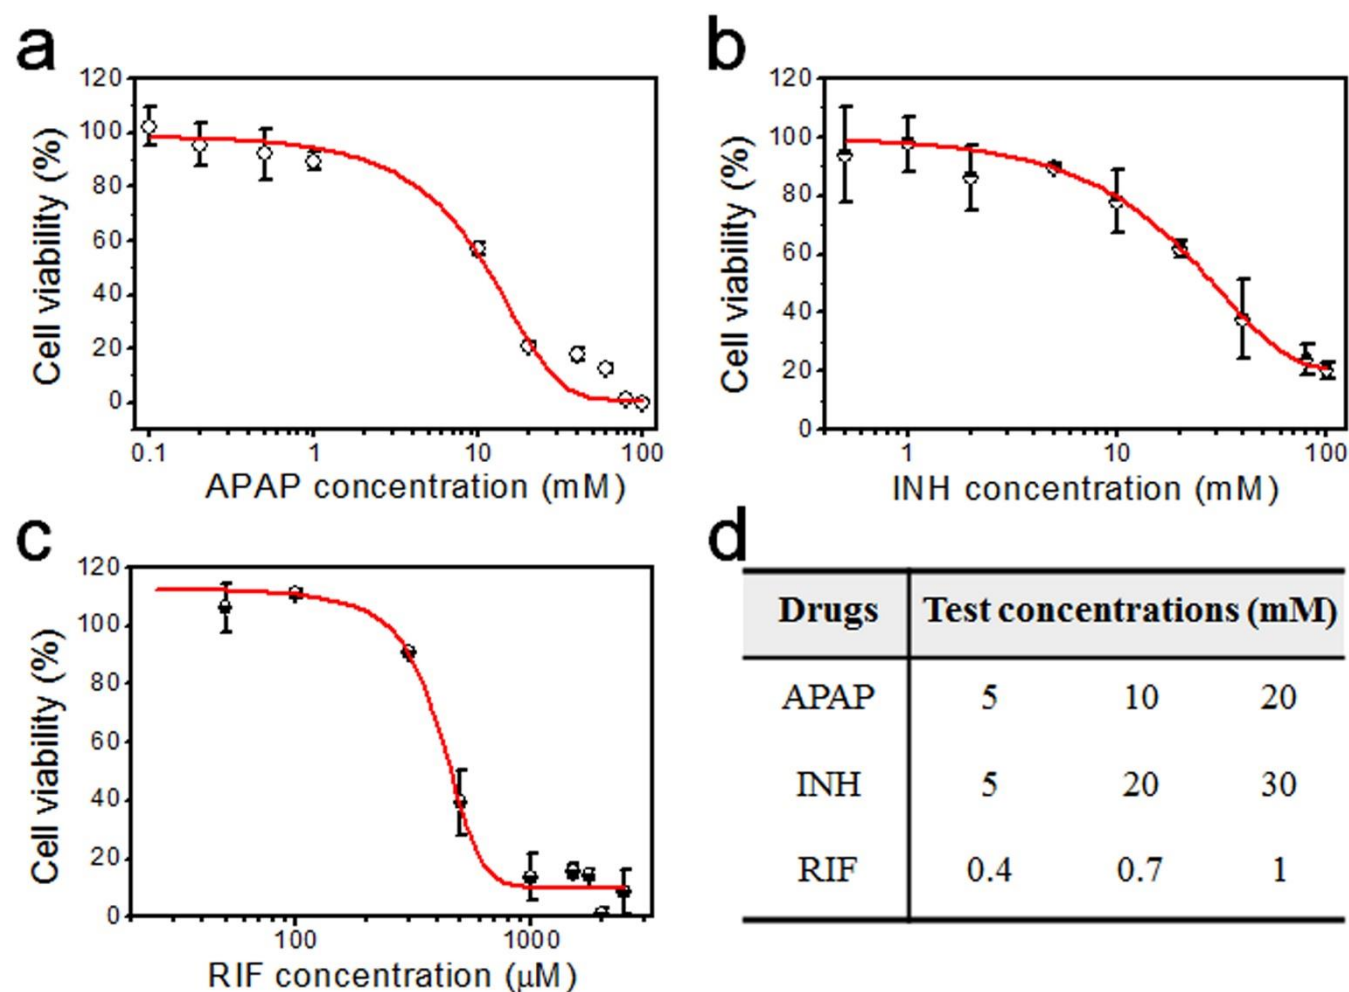 a
120
100
80
60
40
20
0
Cell viability (%)
0.1 1 10 100
APAP concentration (mM)
b
120
100
80
60
40
20
0
Cell viability (%)
1 10 100
INH concentration (mM)
c
120
100
80
60
40
20
0
Cell viability (%)
100 1000
RIF concentration (μM)
d
Drugs Test concentrations (mM)
APAP 5 10 20
INH 5 20 30
RIF 0.4 0.7 1